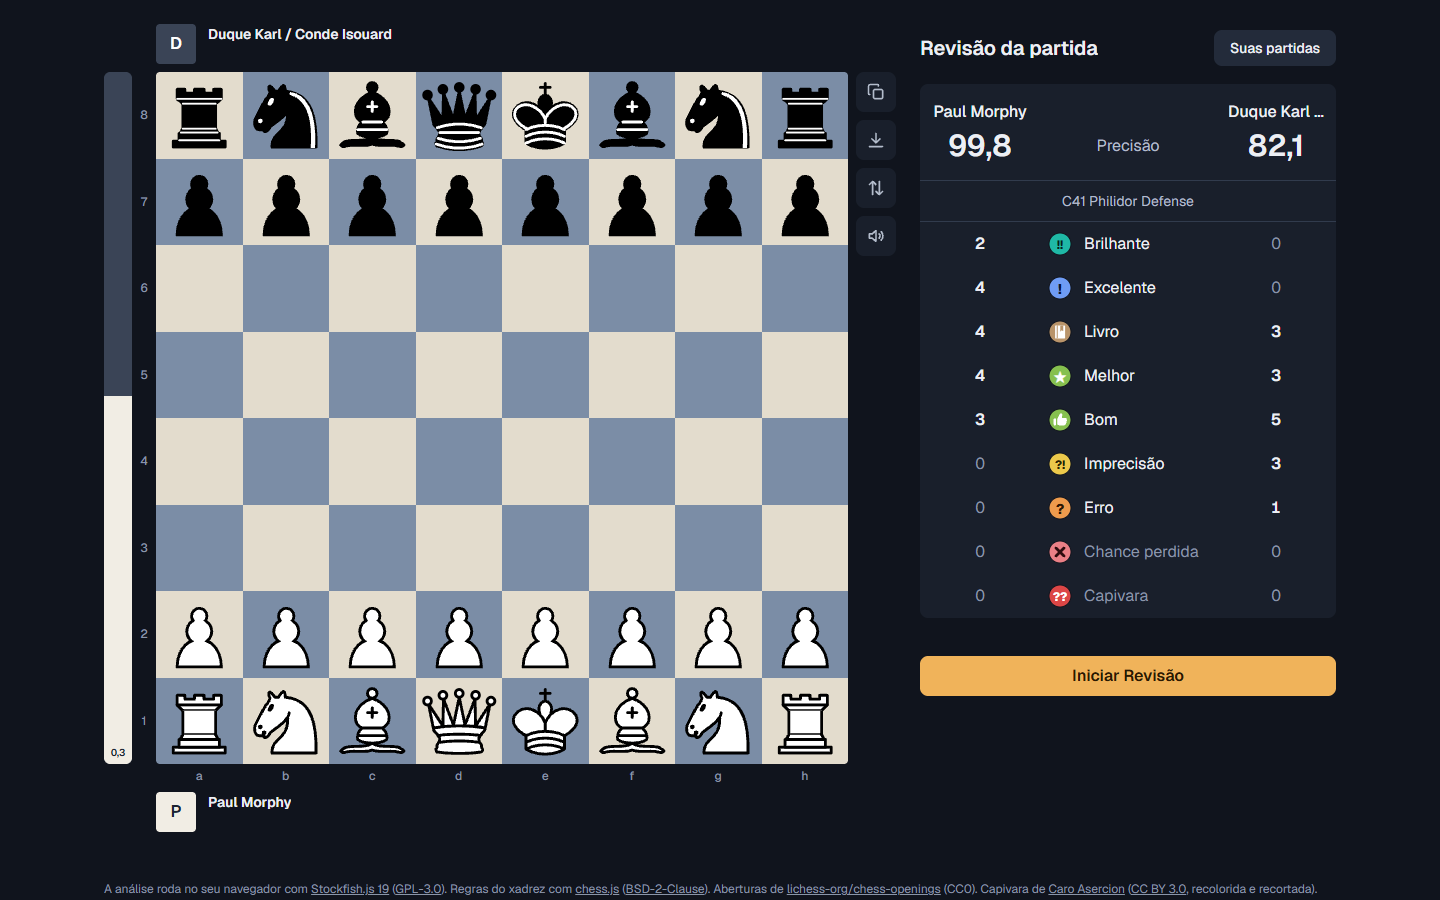 D
Duque Karl / Conde Isouard
Revisão da partida
Suas partidas
Paul Morphy
Duque Karl ...
99,8
Precisão
82,1
C41 Philidor Defense
2 !! Brilhante 0
4 ! Excelente 0
4 Livro 3
4 Melhor 3
3 Bom 5
0 ?! Imprecisão 3
0 ? Erro 1
0 Chance perdida 0
0 ?? Capivara 0
Iniciar Revisão
8
7
6
5
4
3
2
1
0,3
a b c d e f g h
P
Paul Morphy
A análise roda no seu navegador com Stockfish.js 19 (GPL-3.0). Regras do xadrez com chess.js (BSD-2-Clause). Aberturas de lichess-org/chess-openings (CC0). Capivara de Caro Asercion (CC BY 3.0, recolorida e recortada).